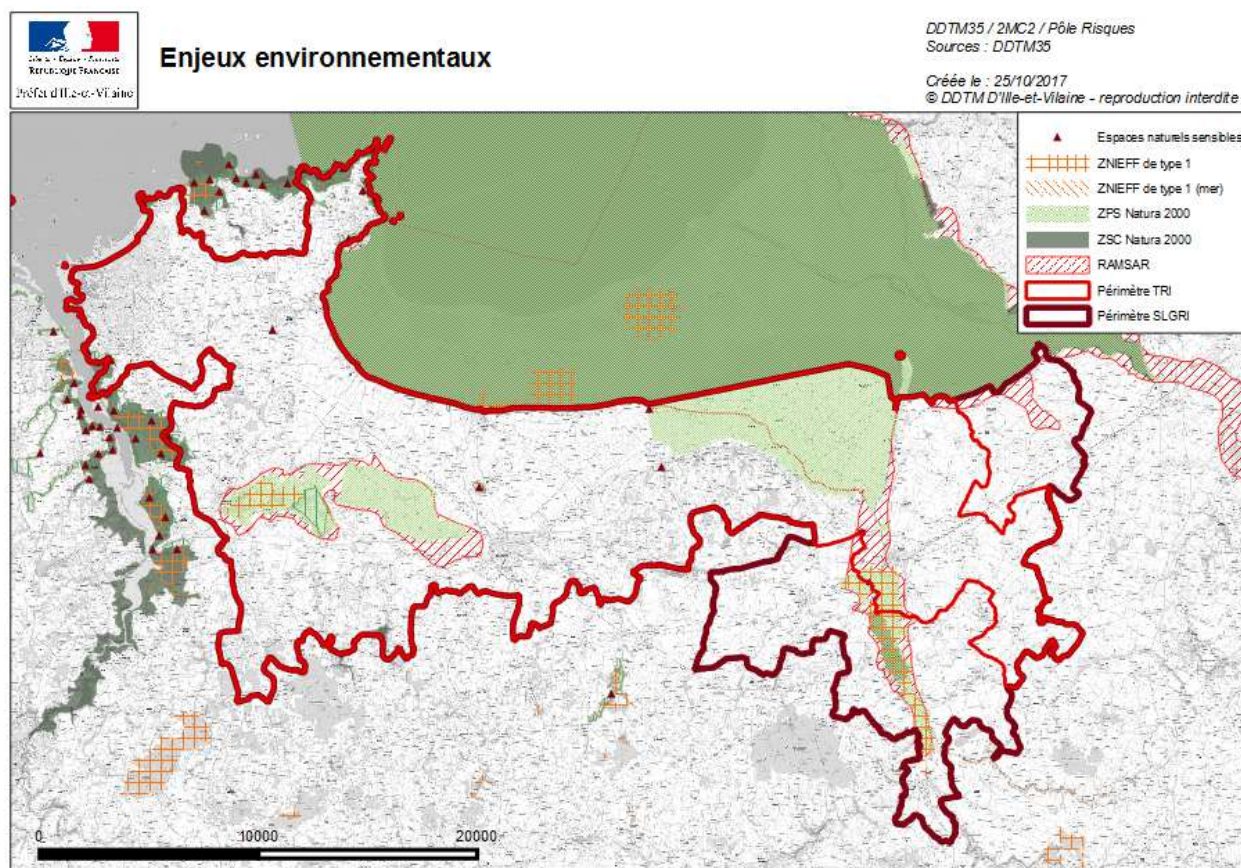 RÉPUBLIQUE FRANÇAISE
Préfet d'Ille-et-Vilaine
Enjeux environnementaux
DDTM35 / 2MC2 / Pôle Risques
Sources : DDTM35
Créée le : 25/10/2017
© DDTM D'Ille-et-Vilaine - reproduction interdite
Espaces naturels sensibles
ZNIEFF de type 1
ZNIEFF de type 1 (mer)
ZPS Natura 2000
ZSC Natura 2000
RAMSAR
Périmètre TRI
Périmètre SLGRI
0 10000 20000